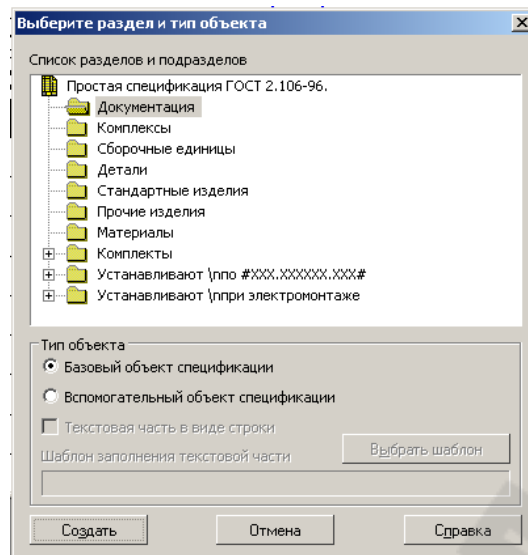 Выберите раздел и тип объекта
Список разделов и подразделов
Простая спецификация ГОСТ 2.106-96.
Документация
Комплексы
Сборочные единицы
Детали
Стандартные изделия
Прочие изделия
Материалы
Комплекты
Устанавливают \nпо #XXX.XXXXXX.XXX#
Устанавливают \nпри электромонтаже
Тип объекта
Базовый объект спецификации
Вспомогательный объект спецификации
Текстовая часть в виде строки
Шаблон заполнения текстовой части
Выбрать шаблон
Создать
Отмена
Справка